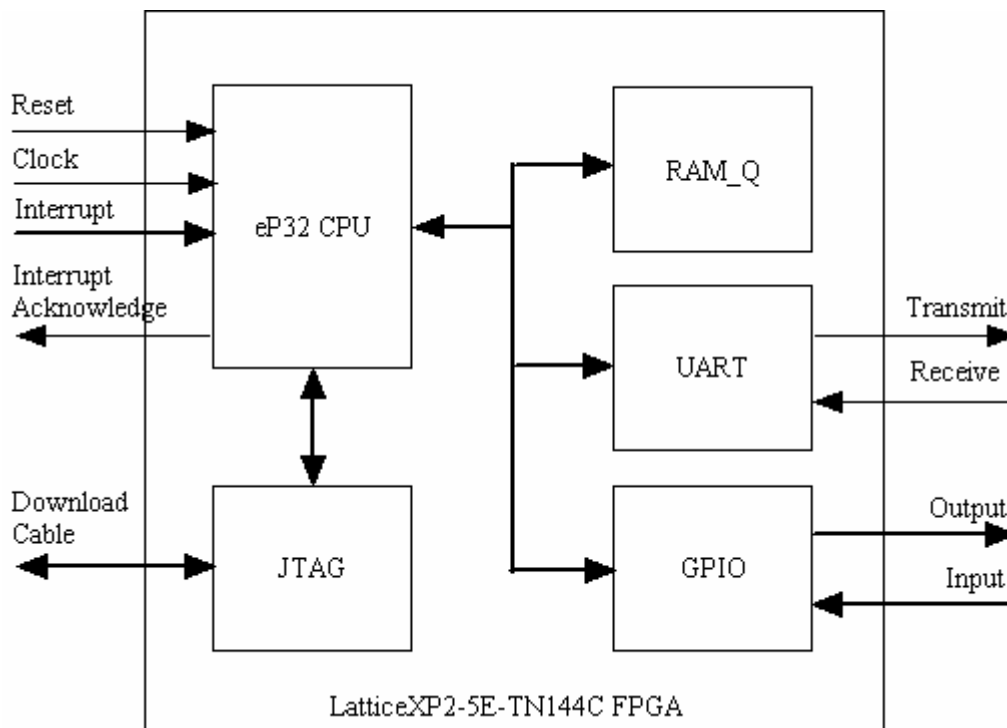 Reset
Clock
Interrupt
Interrupt
Acknowledge
Download
Cable
eP32 CPU
JTAG
RAM_Q
UART
GPIO
Transmit
Receive
Output
Input
LatticeXP2-5E-TN144C FPGA